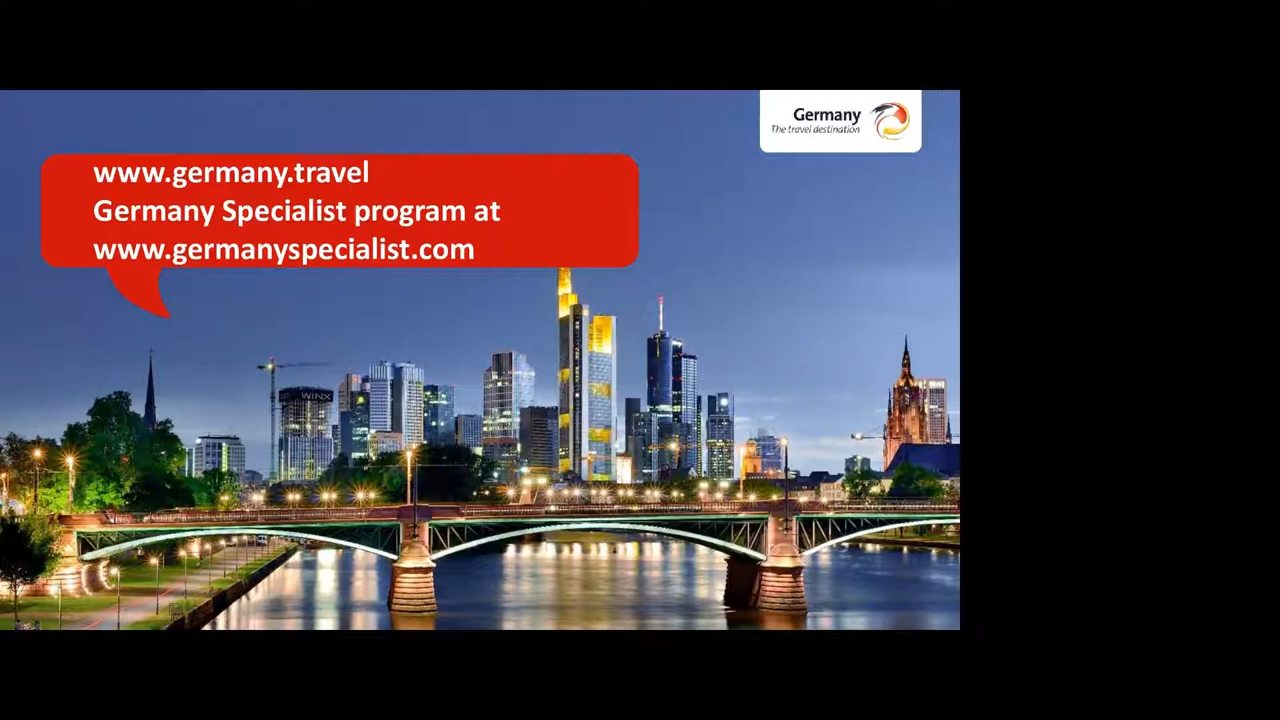 Germany
The travel destination
www.germany.travel
Germany Specialist program at
www.germanyspecialist.com
WINX